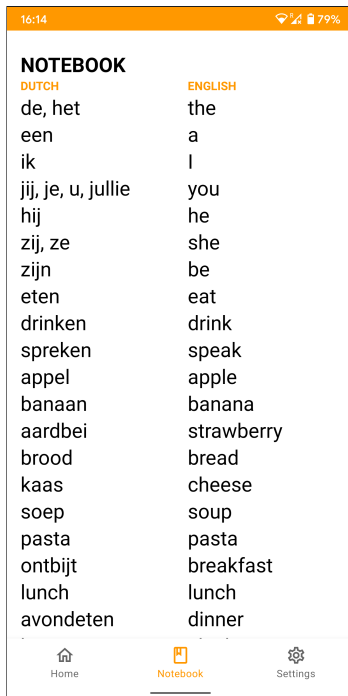 16:14 R 79%
NOTEBOOK
DUTCH ENGLISH
de, het the
een a
ik I
jij, je, u, jullie you
hij he
zij, ze she
zijn be
eten eat
drinken drink
spreken speak
appel apple
banaan banana
aardbei strawberry
brood bread
kaas cheese
soep soup
pasta pasta
ontbijt breakfast
lunch lunch
avondeten dinner
Home Notebook Settings